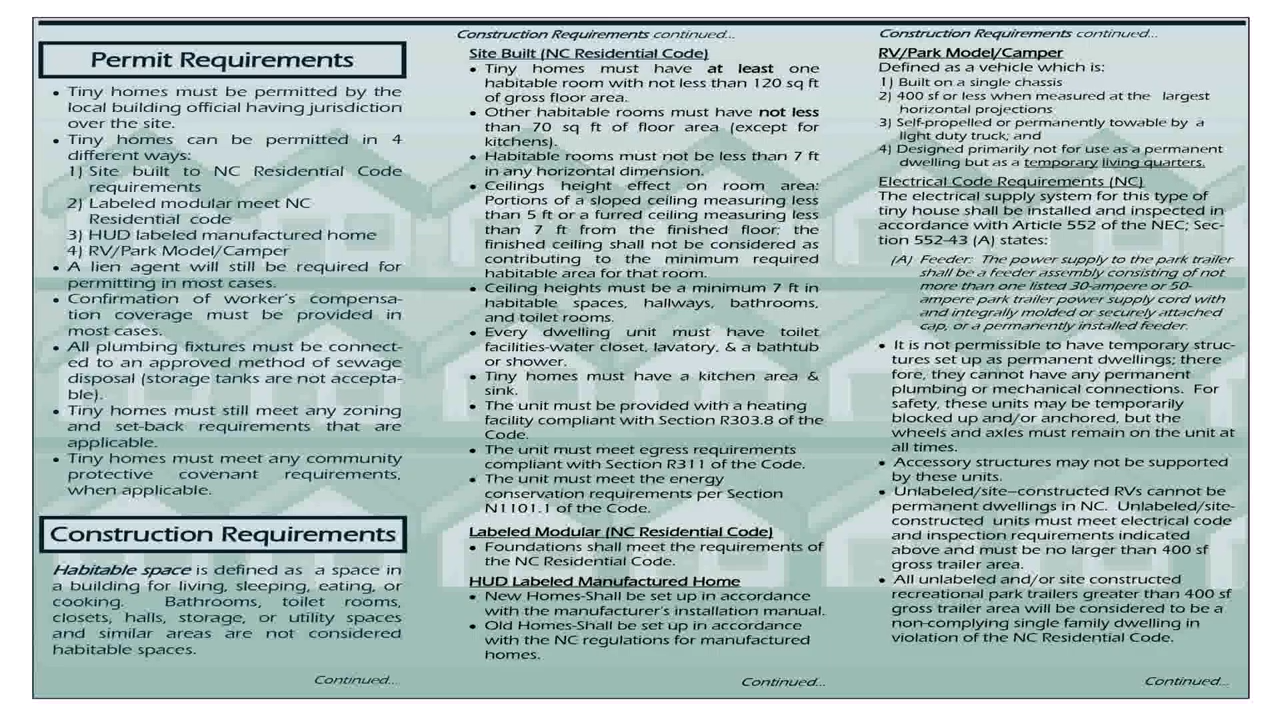 Permit Requirements
• Tiny homes must be permitted by the
local building official having jurisdiction
over the site.
• Tiny homes can be permitted in 4
different ways:
1) Site built to NC Residential Code
requirements
2) Labeled modular meet NC
Residential code
3) HUD labeled manufactured home
4) RV/Park Model/Camper
• A lien agent will still be required for
permitting in most cases.
• Confirmation of worker's compensa-
tion coverage must be provided in
most cases.
• All plumbing fixtures must be connect-
ed to an approved method of sewage
disposal (storage tanks are not accepta-
ble).
• Tiny homes must still meet any zoning
and set-back requirements that are
applicable.
• Tiny homes must meet any community
protective covenant requirements,
when applicable.
Construction Requirements
Habitable space is defined as a space in
a building for living, sleeping, eating, or
cooking. Bathrooms, toilet rooms,
closets, halls, storage, or utility spaces
and similar areas are not considered
habitable spaces.
Continued...
Construction Requirements continued...
Site Built (NC Residential Code)
• Tiny homes must have at least one
habitable room with not less than 120 sq ft
of gross floor area.
• Other habitable rooms must have not less
than 70 sq ft of floor area (except for
kitchens).
• Habitable rooms must not be less than 7 ft
in any horizontal dimension.
• Ceilings height effect on room area:
Portions of a sloped ceiling measuring less
than 5 ft or a furred ceiling measuring less
than 7 ft from the finished floor; the
finished ceiling shall not be considered as
contributing to the minimum required
habitable area for that room.
• Ceiling heights must be a minimum 7 ft in
habitable spaces, hallways, bathrooms,
and toilet rooms.
• Every dwelling unit must have toilet
facilities-water closet, lavatory, & a bathtub
or shower.
• Tiny homes must have a kitchen area &
sink.
• The unit must be provided with a heating
facility compliant with Section R303.8 of the
Code.
• The unit must meet egress requirements
compliant with Section R311 of the Code.
• The unit must meet the energy
conservation requirements per Section
N1101.1 of the Code.
Labeled Modular (NC Residential Code)
• Foundations shall meet the requirements of
the NC Residential Code.
HUD Labeled Manufactured Home
• New Homes-Shall be set up in accordance
with the manufacturer's installation manual.
• Old Homes-Shall be set up in accordance
with the NC regulations for manufactured
homes.
Continued...
Construction Requirements continued...
RV/Park Model/Camper
Defined as a vehicle which is:
1) Built on a single chassis
2) 400 sf or less when measured at the largest
horizontal projections
3) Self-propelled or permanently towable by a
light duty truck; and
4) Designed primarily not for use as a permanent
dwelling but as a temporary living quarters.
Electrical Code Requirements (NC)
The electrical supply system for this type of
tiny house shall be installed and inspected in
accordance with Article 552 of the NEC; Sec-
tion 552-43 (A) states:
(A) Feeder: The power supply to the park trailer
shall be a feeder assembly consisting of not
more than one listed 30-ampere or 50-
ampere park trailer power supply cord with
and integrally molded or securely attached
cap, or a permanently installed feeder.
• It is not permissible to have temporary struc-
tures set up as permanent dwellings; there
fore, they cannot have any permanent
plumbing or mechanical connections. For
safety, these units may be temporarily
blocked up and/or anchored, but the
wheels and axles must remain on the unit at
all times.
• Accessory structures may not be supported
by these units.
• Unlabeled/site–constructed RVs cannot be
permanent dwellings in NC. Unlabeled/site-
constructed units must meet electrical code
and inspection requirements indicated
above and must be no larger than 400 sf
gross trailer area.
• All unlabeled and/or site constructed
recreational park trailers greater than 400 sf
gross trailer area will be considered to be a
non-complying single family dwelling in
violation of the NC Residential Code.
Continued...